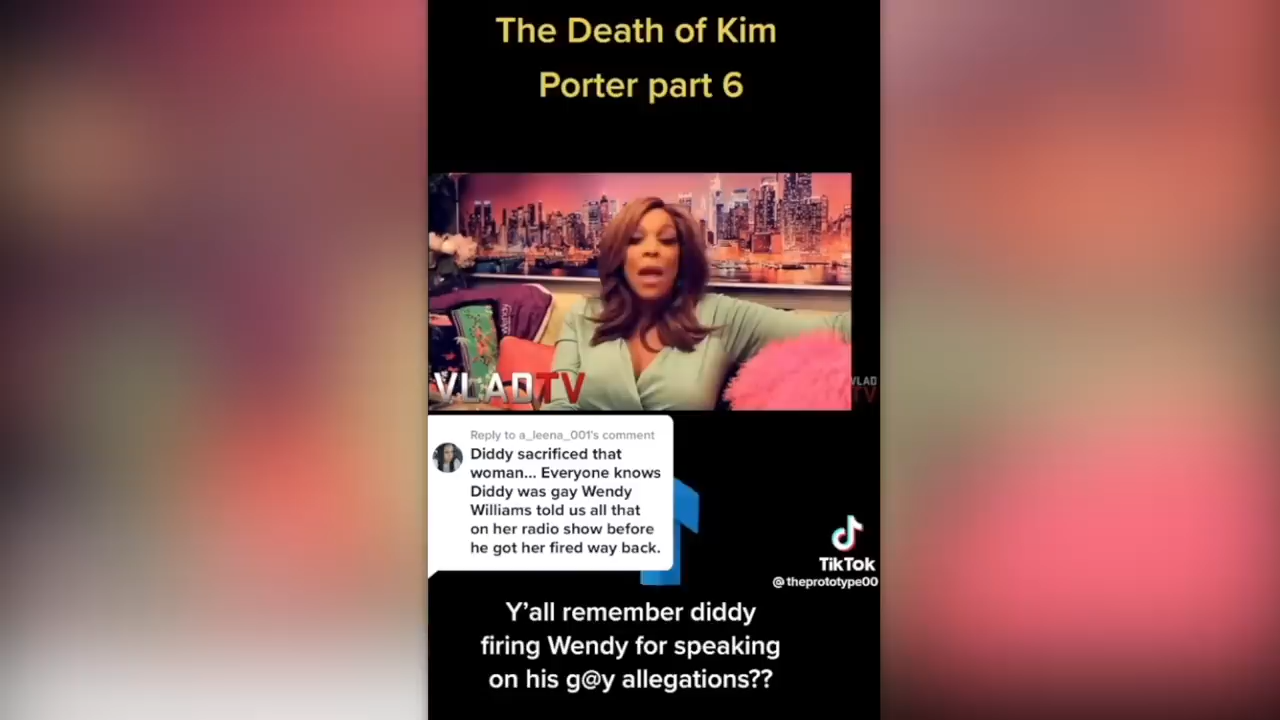 The Death of Kim
Porter part 6
VLADTV
VLAD
TV
Reply to a_leena_001's comment
Diddy sacrificed that
woman... Everyone knows
Diddy was gay Wendy
Williams told us all that
on her radio show before
he got her fired way back.
TikTok
@theprototype00
Y'all remember diddy
firing Wendy for speaking
on his g@y allegations??